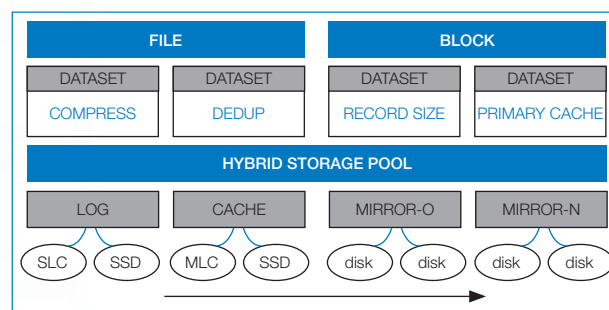 FILE
BLOCK
DATASET
DATASET
DATASET
DATASET
COMPRESS
DEDUP
RECORD SIZE
PRIMARY CACHE
HYBRID STORAGE POOL
LOG
CACHE
MIRROR-O
MIRROR-N
SLC
SSD
MLC
SSD
disk
disk
disk
disk